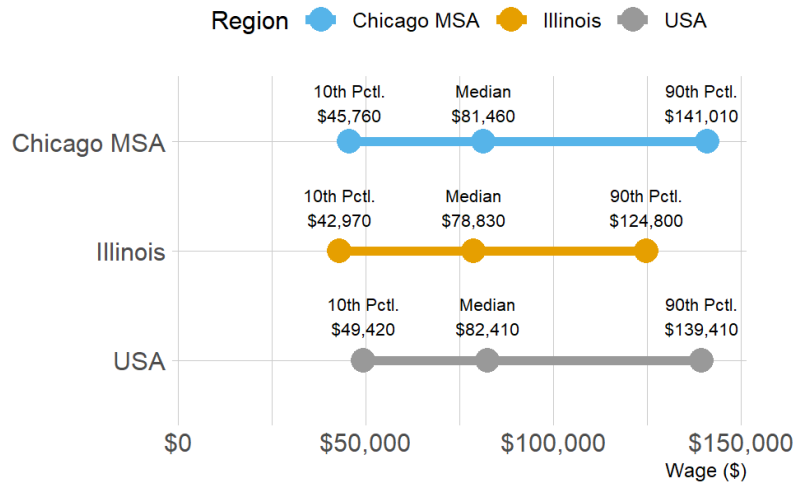 Region Chicago MSA Illinois USA
10th Pctl. Median 90th Pctl.
$45,760 $81,460 $141,010
Chicago MSA
10th Pctl. Median 90th Pctl.
$42,970 $78,830 $124,800
Illinois
10th Pctl. Median 90th Pctl.
$49,420 $82,410 $139,410
USA
$0 $50,000 $100,000 $150,000
Wage ($)